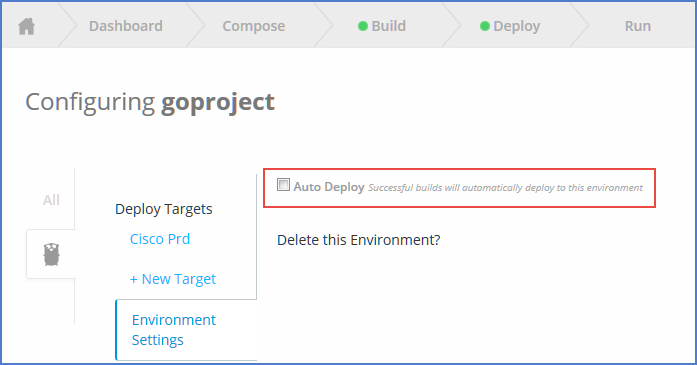 Dashboard Compose Build Deploy Run
Configuring goproject
All
Auto Deploy Successful builds will automatically deploy to this environment
Deploy Targets
Cisco Prd
Delete this Environment?
+ New Target
Environment
Settings